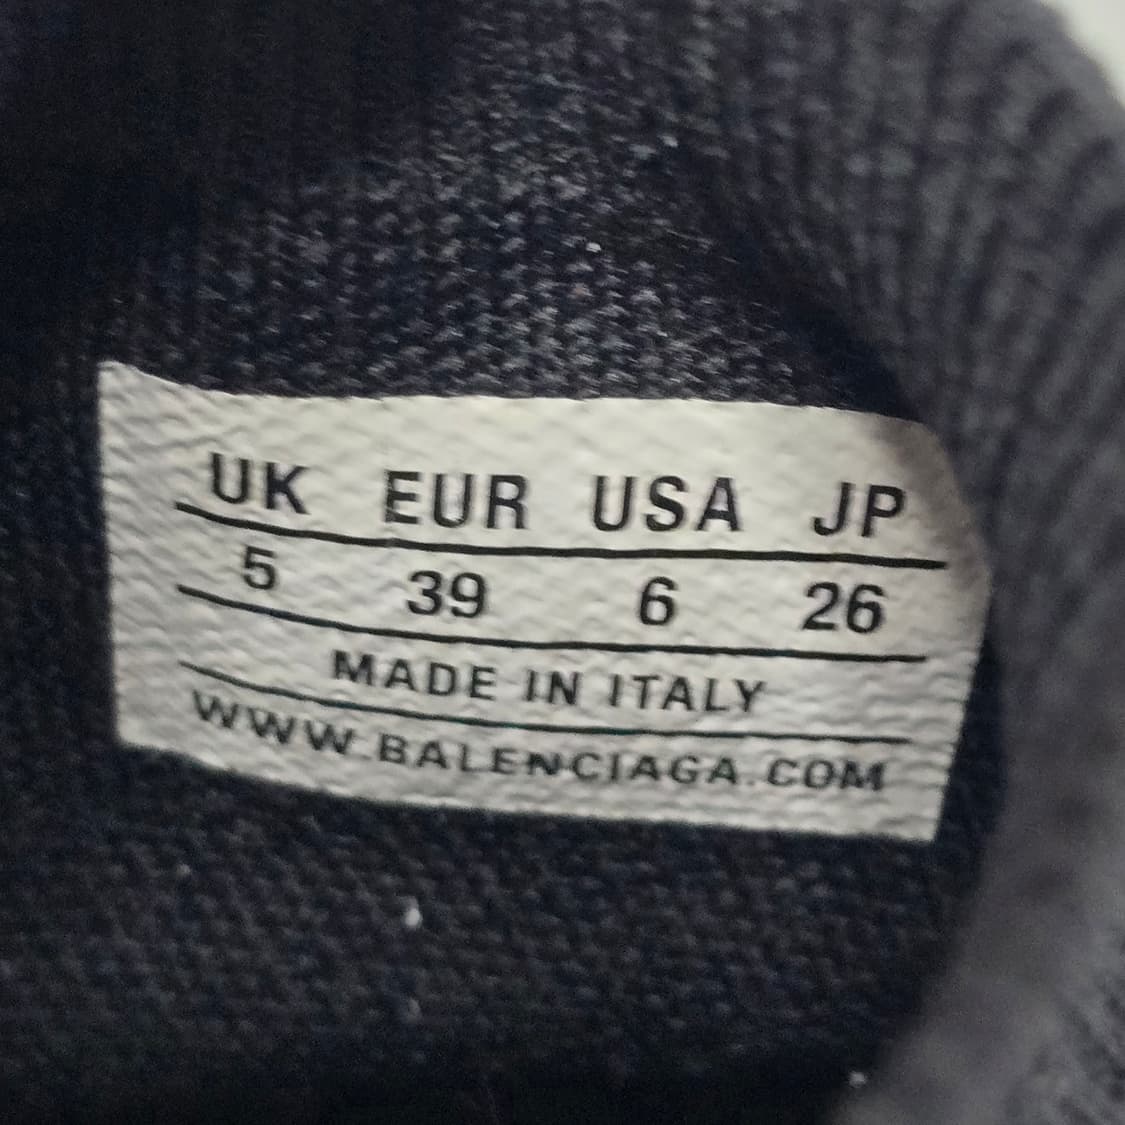 UK EUR USA JP
5 39 6 26
MADE IN ITALY
WWW.BALENCIAGA.COM